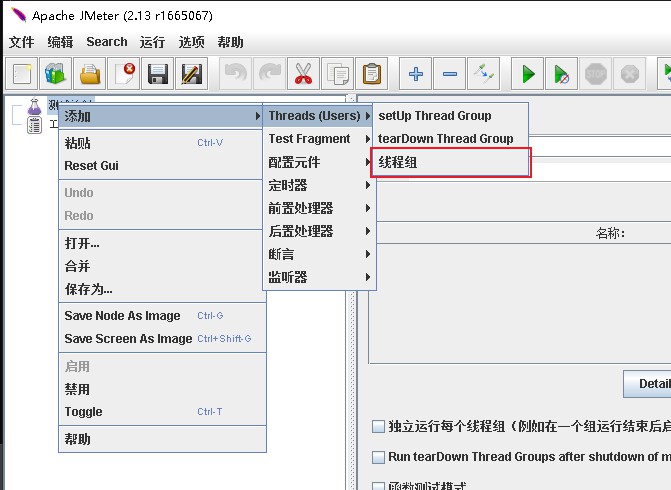 Apache JMeter (2.13 r1665067)
文件 编辑 Search 运行 选项 帮助
添加
粘贴 Ctrl-V
Reset Gui
Undo
Redo
打开...
合并
保存为...
Save Node As Image Ctrl-G
Save Screen As Image Ctrl+Shift-G
启用
禁用
Toggle Ctrl-T
帮助
Threads (Users)
Test Fragment
配置元件
定时器
前置处理器
后置处理器
断言
监听器
setUp Thread Group
tearDown Thread Group
线程组
名称:
Detail
独立运行每个线程组（例如在一个组运行结束后启
Run tearDown Thread Groups after shutdown of m
函数测试模式